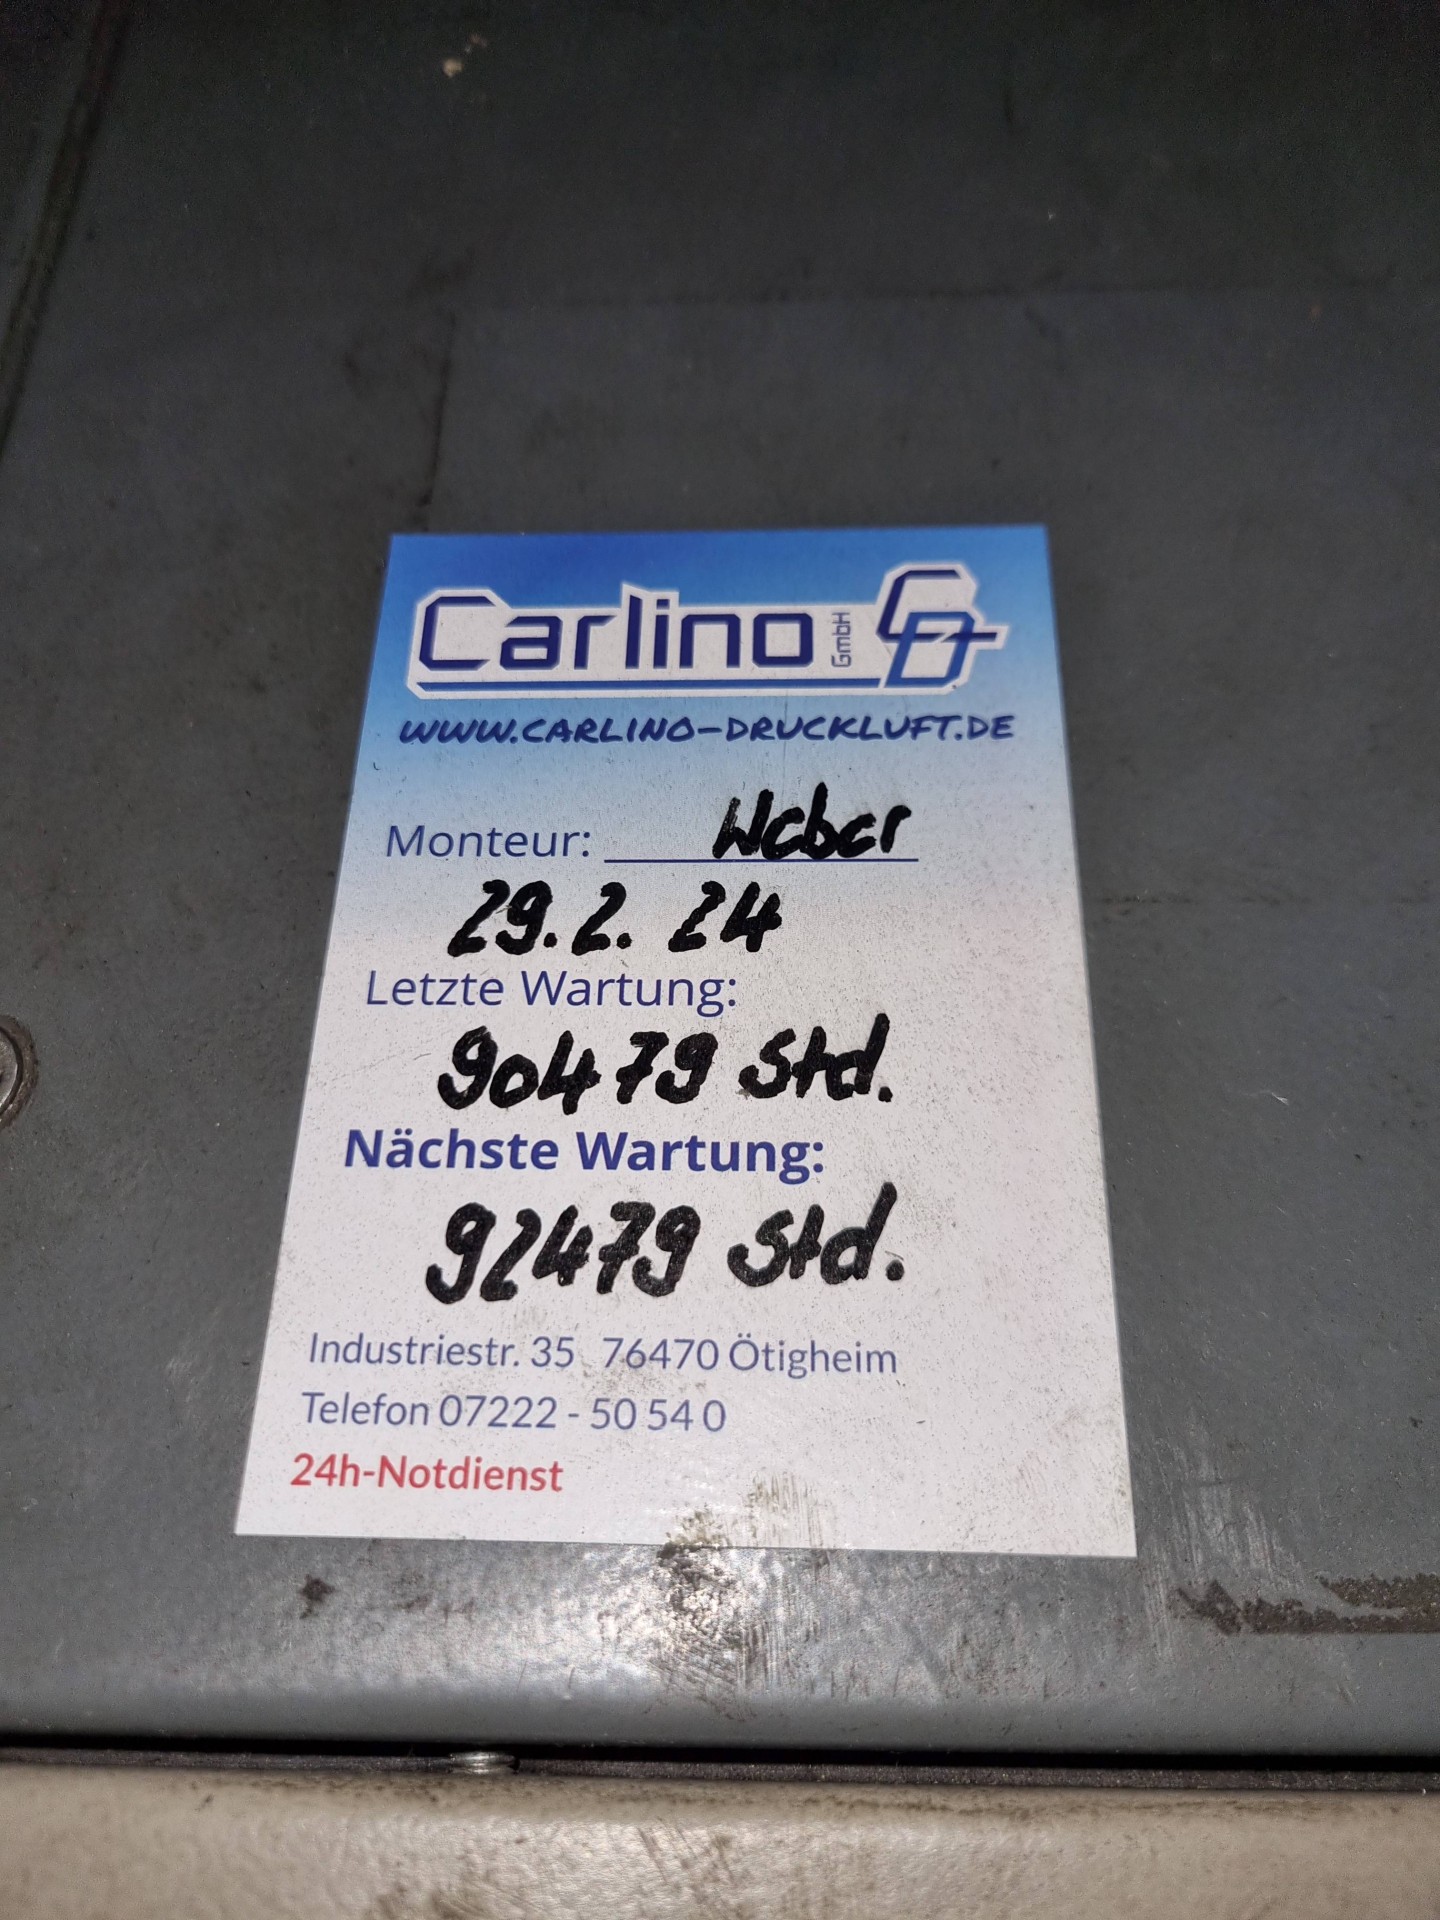 Carlino GmbH CD
WWW.CARLINO-DRUCKLUFT.DE
Monteur: Weber
29.2.24
Letzte Wartung:
90479 Std.
Nächste Wartung:
92479 Std.
Industriestr. 35 76470 Ötigheim
Telefon 07222 - 50 54 0
24h-Notdienst